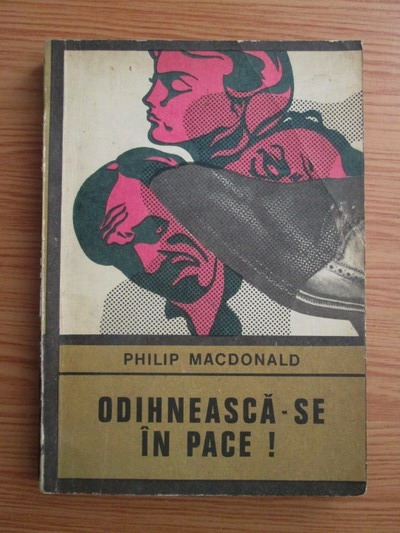 PHILIP MACDONALD
ODIHNEASCĂ-SE
ÎN PACE !